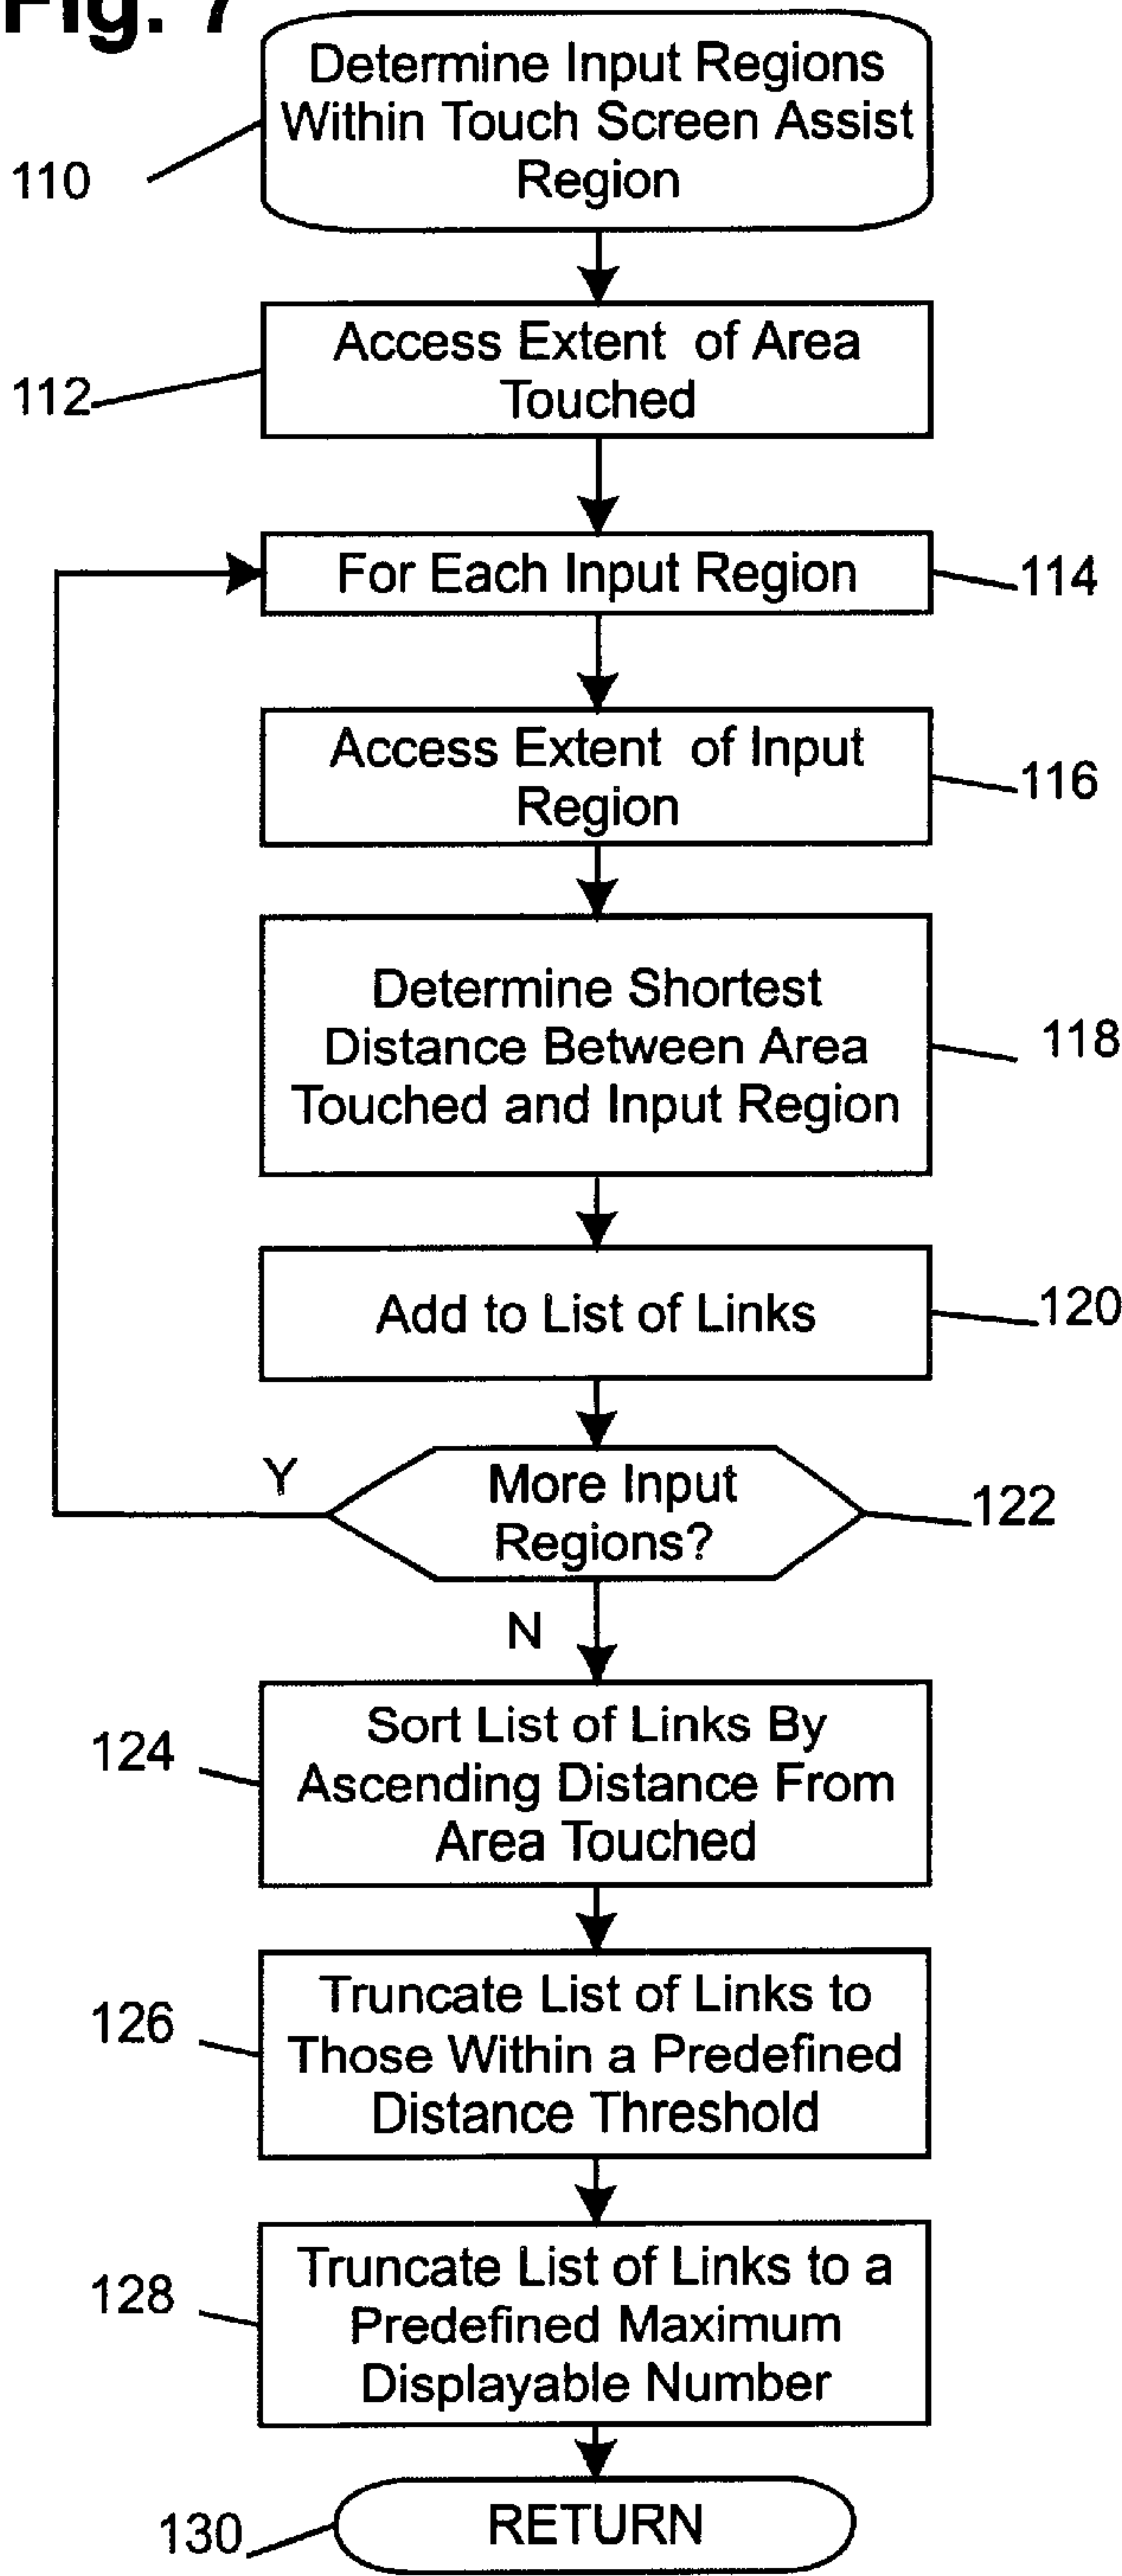 Fig. 7
Determine Input Regions
Within Touch Screen Assist
Region
110
Access Extent of Area
Touched
112
For Each Input Region
114
Access Extent of Input
Region
116
Determine Shortest
Distance Between Area
Touched and Input Region
118
Add to List of Links
120
Y
More Input
Regions?
122
N
Sort List of Links By
Ascending Distance From
Area Touched
124
Truncate List of Links to
Those Within a Predefined
Distance Threshold
126
Truncate List of Links to a
Predefined Maximum
Displayable Number
128
RETURN
130